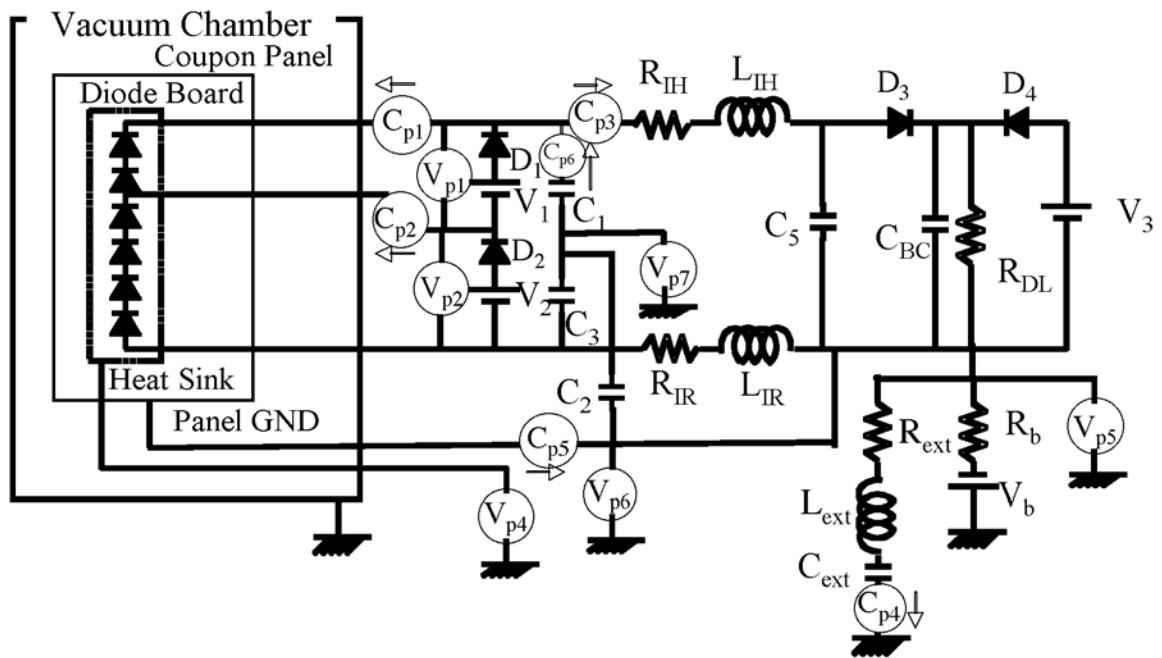 Vacuum Chamber
Coupon Panel
Diode Board
Heat Sink
Panel GND
Cp1
Cp2
Vp1
Vp2
D1
V1
D2
V2
Cp6
Cp3
C1
C3
Vp7
RIH
LIH
RIR
LIR
C2
Cp5
Vp4
Vp6
C5
D3
D4
CBC
RDL
V3
Rext
Rb
Vp5
Lext
Vb
Cext
Cp4